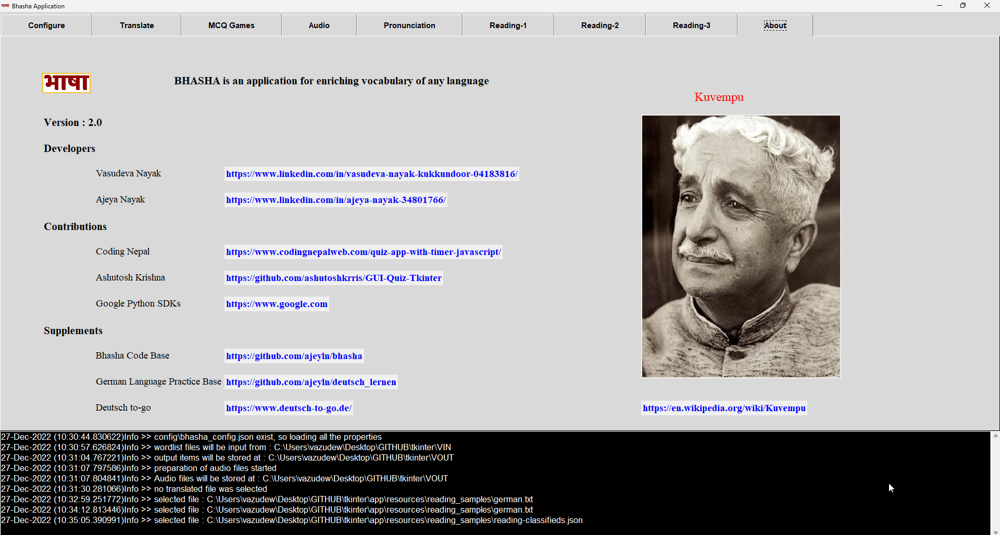 भाषा Bhasha Application
Configure Translate MCQ Games Audio Pronunciation Reading-1 Reading-2 Reading-3 About
भाषा BHASHA is an application for enriching vocabulary of any language
Kuvempu
Version : 2.0
Developers
Vasudeva Nayak https://www.linkedin.com/in/vasudeva-nayak-kukkundoor-04183816/
Ajeya Nayak https://www.linkedin.com/in/ajeya-nayak-34801766/
Contributions
Coding Nepal https://www.codingnepalweb.com/quiz-app-with-timer-javascript/
Ashutosh Krishna https://github.com/ashutoshkrris/GUI-Quiz-Tkinter
Google Python SDKs https://www.google.com
Supplements
Bhasha Code Base https://github.com/ajeyln/bhasha
German Language Practice Base https://github.com/ajeyln/deutsch_lernen
Deutsch to-go https://www.deutsch-to-go.de/ https://en.wikipedia.org/wiki/Kuvempu
27-Dec-2022 (10:30:44.830622)Info >> config\bhasha_config.json exist, so loading all the properties
27-Dec-2022 (10:30:57.626824)Info >> wordlist files will be input from : C:\Users\vazudew\Desktop\GITHUB\tkinter\VIN
27-Dec-2022 (10:31:04.767221)Info >> output items will be stored at : C:\Users\vazudew\Desktop\GITHUB\tkinter\VOUT
27-Dec-2022 (10:31:07.797586)Info >> preparation of audio files started
27-Dec-2022 (10:31:07.804841)Info >> Audio files will be stored at : C:\Users\vazudew\Desktop\GITHUB\tkinter\VOUT
27-Dec-2022 (10:31:30.281066)Info >> no translated file was selected
27-Dec-2022 (10:32:59.251772)Info >> selected file : C:\Users\vazudew\Desktop\GITHUB\tkinter\app\resources\reading_samples\german.txt
27-Dec-2022 (10:34:12.813446)Info >> selected file : C:\Users\vazudew\Desktop\GITHUB\tkinter\app\resources\reading_samples\german.txt
27-Dec-2022 (10:35:05.390991)Info >> selected file : C:\Users\vazudew\Desktop\GITHUB\tkinter\app\resources\reading_samples\reading-classifieds.json